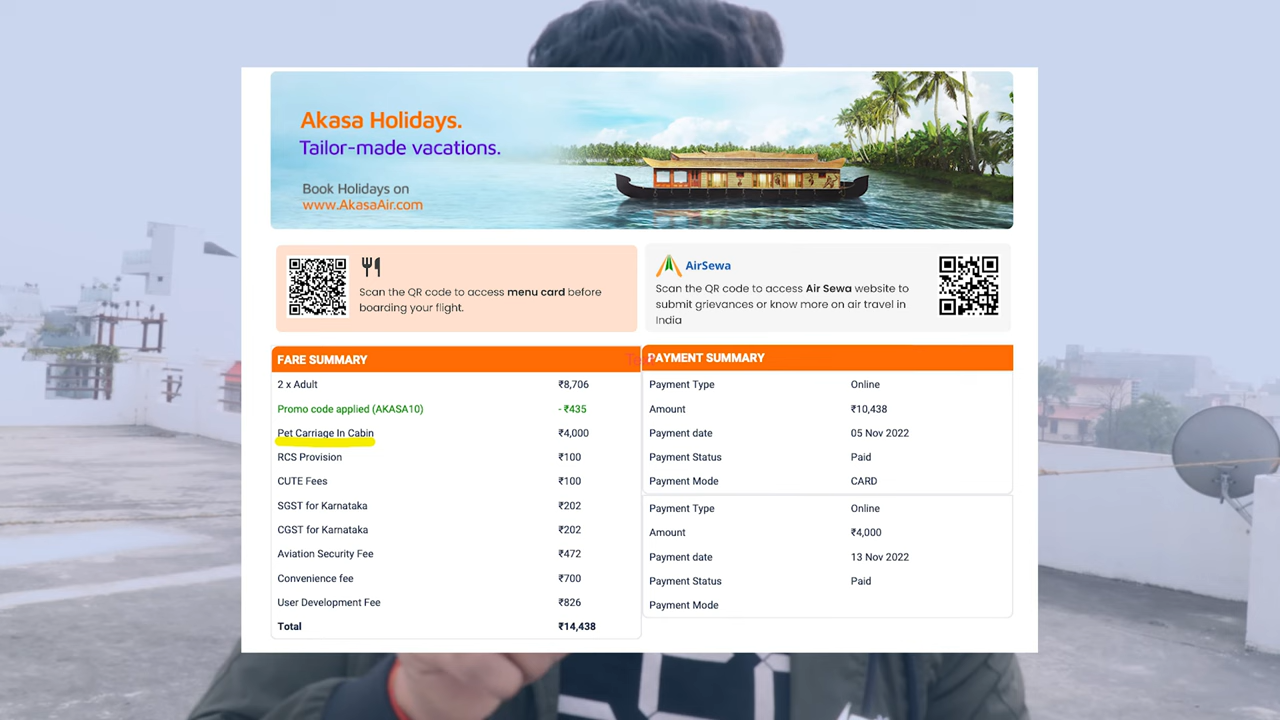 Akasa Holidays.
Tailor-made vacations.
Book Holidays on
www.AkasaAir.com
Scan the QR code to access menu card before
boarding your flight.
AirSewa
Scan the QR code to access Air Sewa website to
submit grievances or know more on air travel in
India
FARE SUMMARY
2 x Adult ₹8,706
Promo code applied (AKASA10) - ₹435
Pet Carriage In Cabin ₹4,000
RCS Provision ₹100
CUTE Fees ₹100
SGST for Karnataka ₹202
CGST for Karnataka ₹202
Aviation Security Fee ₹472
Convenience fee ₹700
User Development Fee ₹826
Total ₹14,438
PAYMENT SUMMARY
Payment Type Online
Amount ₹10,438
Payment date 05 Nov 2022
Payment Status Paid
Payment Mode CARD
Payment Type Online
Amount ₹4,000
Payment date 13 Nov 2022
Payment Status Paid
Payment Mode